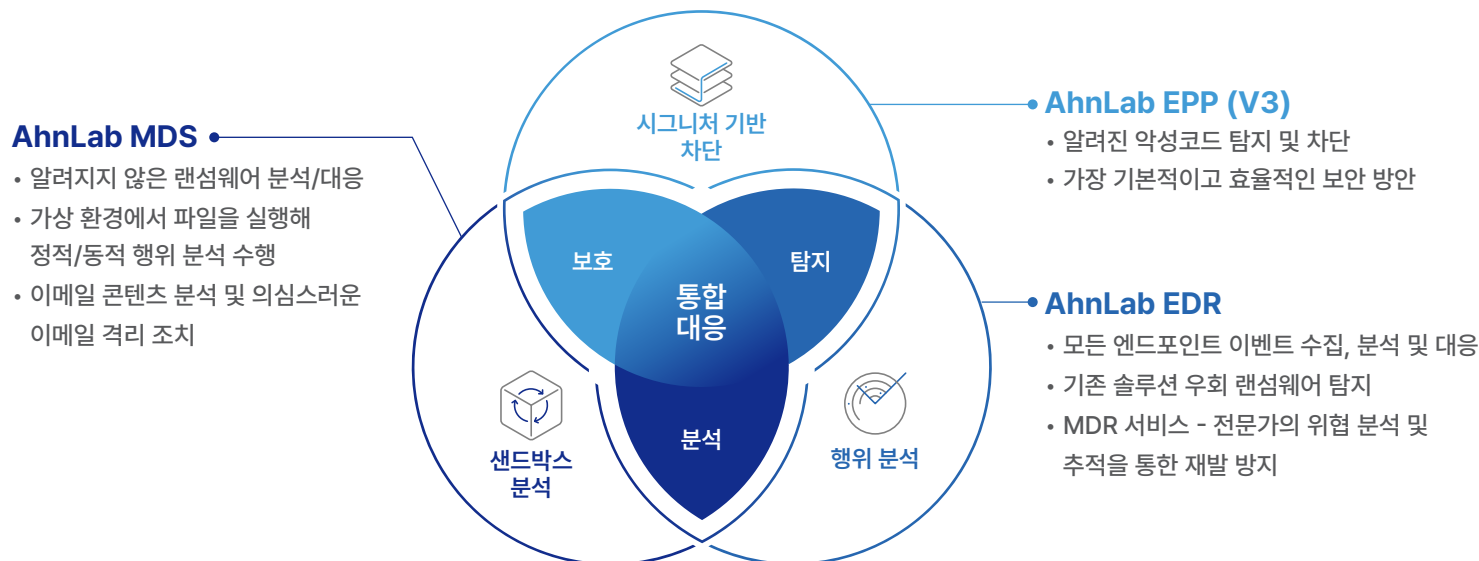 AhnLab MDS
• 알려지지 않은 랜섬웨어 분석/대응
• 가상 환경에서 파일을 실행해
정적/동적 행위 분석 수행
• 이메일 콘텐츠 분석 및 의심스러운
이메일 격리 조치
시그니처 기반
차단
보호
탐지
통합
대응
분석
샌드박스
분석
행위 분석
AhnLab EPP (V3)
• 알려진 악성코드 탐지 및 차단
• 가장 기본적이고 효율적인 보안 방안
AhnLab EDR
• 모든 엔드포인트 이벤트 수집, 분석 및 대응
• 기존 솔루션 우회 랜섬웨어 탐지
• MDR 서비스 - 전문가의 위협 분석 및
추적을 통한 재발 방지